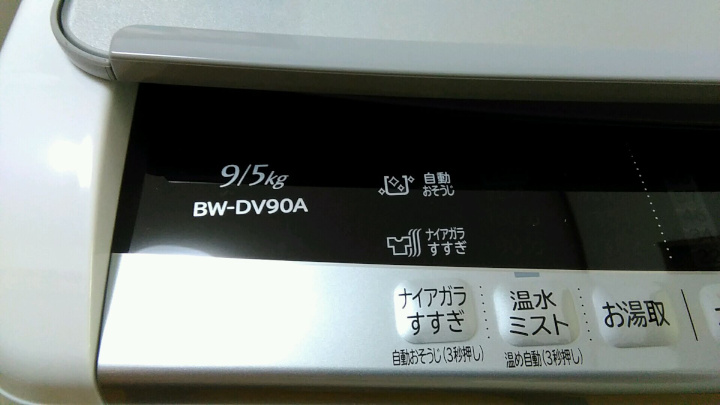 9/5kg
BW-DV90A
自動
おそうじ
ナイアガラ
すすぎ
ナイアガラ
すすぎ
自動おそうじ(3秒押し)
温水
ミスト
温め自動(3秒押し)
お湯取